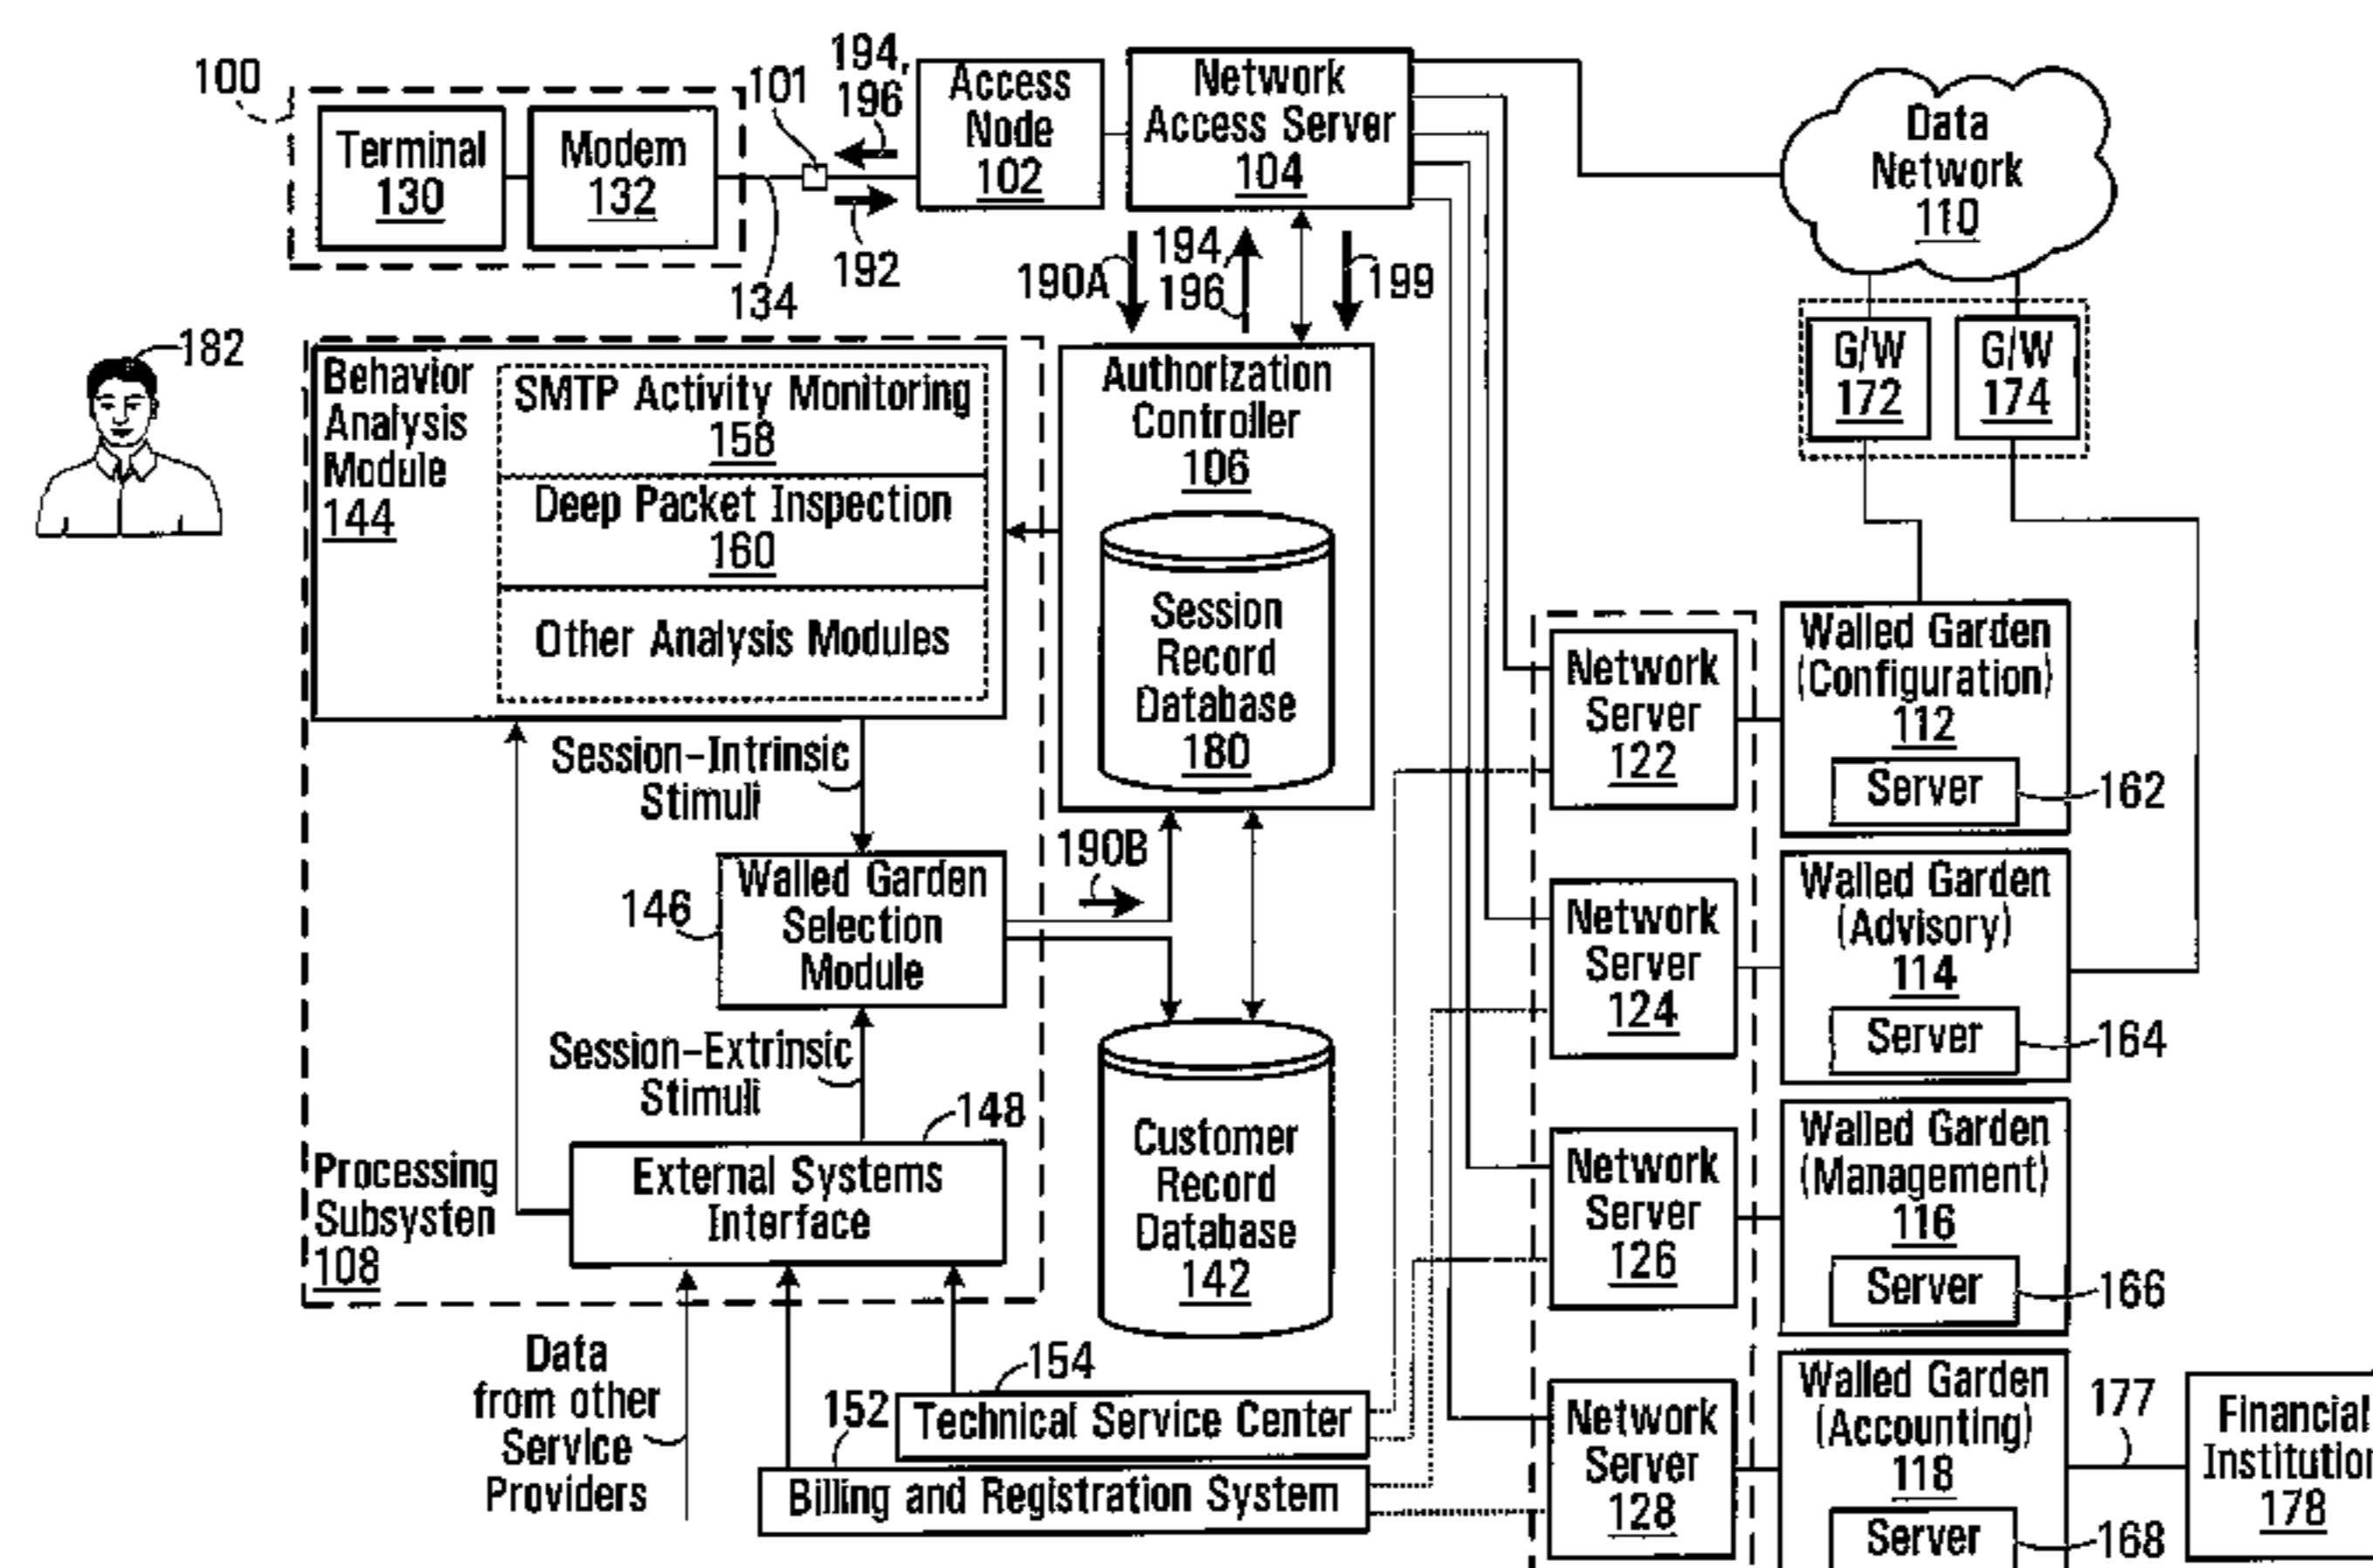 100
Terminal
130
Modem
132
134
101
194,
196
192
Access
Node
102
Network
Access Server
104
Data
Network
110
190A
194
196
199
182
Behavior
Analysis
Module
144
SMTP Activity Monitoring
158
Deep Packet Inspection
160
Other Analysis Modules
Authorization
Controller
106
Session
Record
Database
180
G/W
172
G/W
174
Session-Intrinsic
Stimuli
146
Walled Garden
Selection
Module
190B
Session-Extrinsic
Stimuli
148
External Systems
Interface
Processing
Subsysten
108
Customer
Record
Database
142
Data
from other
Service
Providers
154
Technical Service Center
152
Billing and Registration System
Network
Server
122
Walled Garden
(Configuration)
112
Server
162
Network
Server
124
Walled Garden
(Advisory)
114
Server
164
Network
Server
126
Walled Garden
(Management)
116
Server
166
Network
Server
128
Walled Garden
(Accounting)
118
Server
168
177
Financial
Institution
178